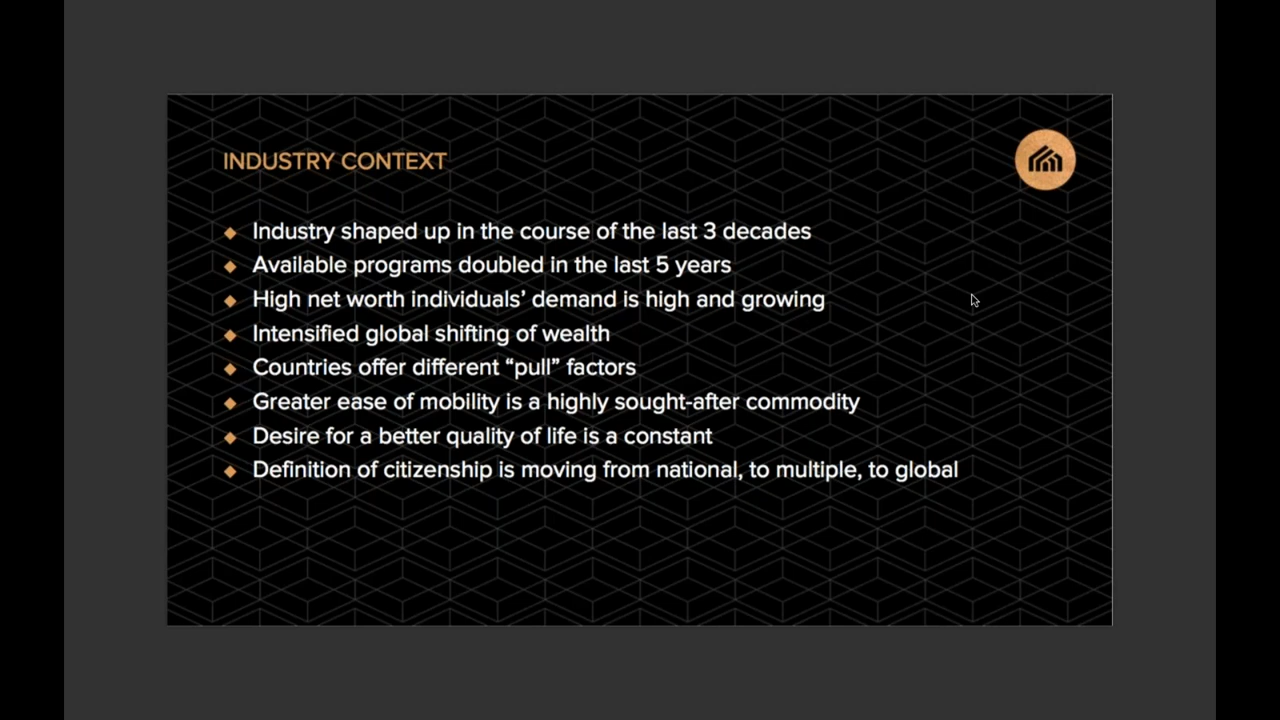 INDUSTRY CONTEXT
Industry shaped up in the course of the last 3 decades
Available programs doubled in the last 5 years
High net worth individuals’ demand is high and growing
Intensified global shifting of wealth
Countries offer different “pull” factors
Greater ease of mobility is a highly sought-after commodity
Desire for a better quality of life is a constant
Definition of citizenship is moving from national, to multiple, to global